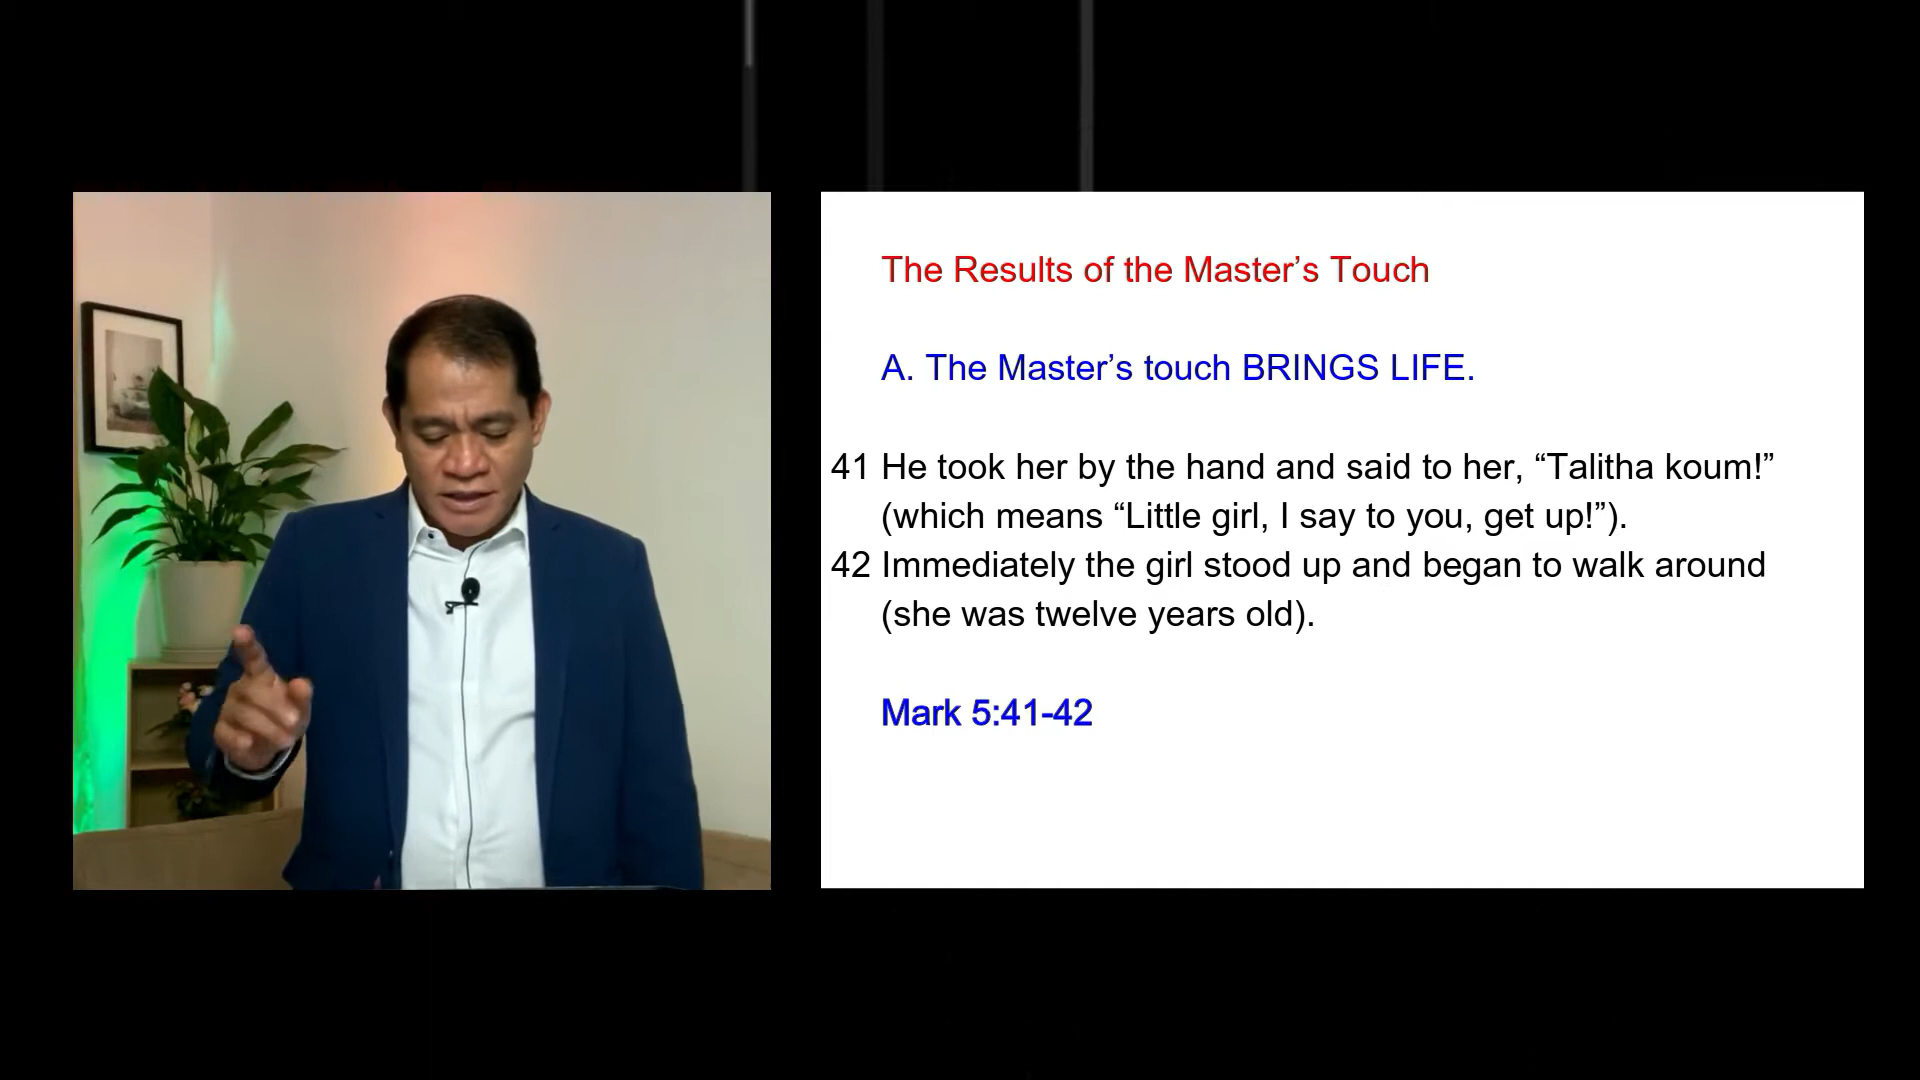 The Results of the Master’s Touch
A. The Master’s touch BRINGS LIFE.
41 He took her by the hand and said to her, “Talitha koum!”
(which means “Little girl, I say to you, get up!”).
42 Immediately the girl stood up and began to walk around
(she was twelve years old).
Mark 5:41-42